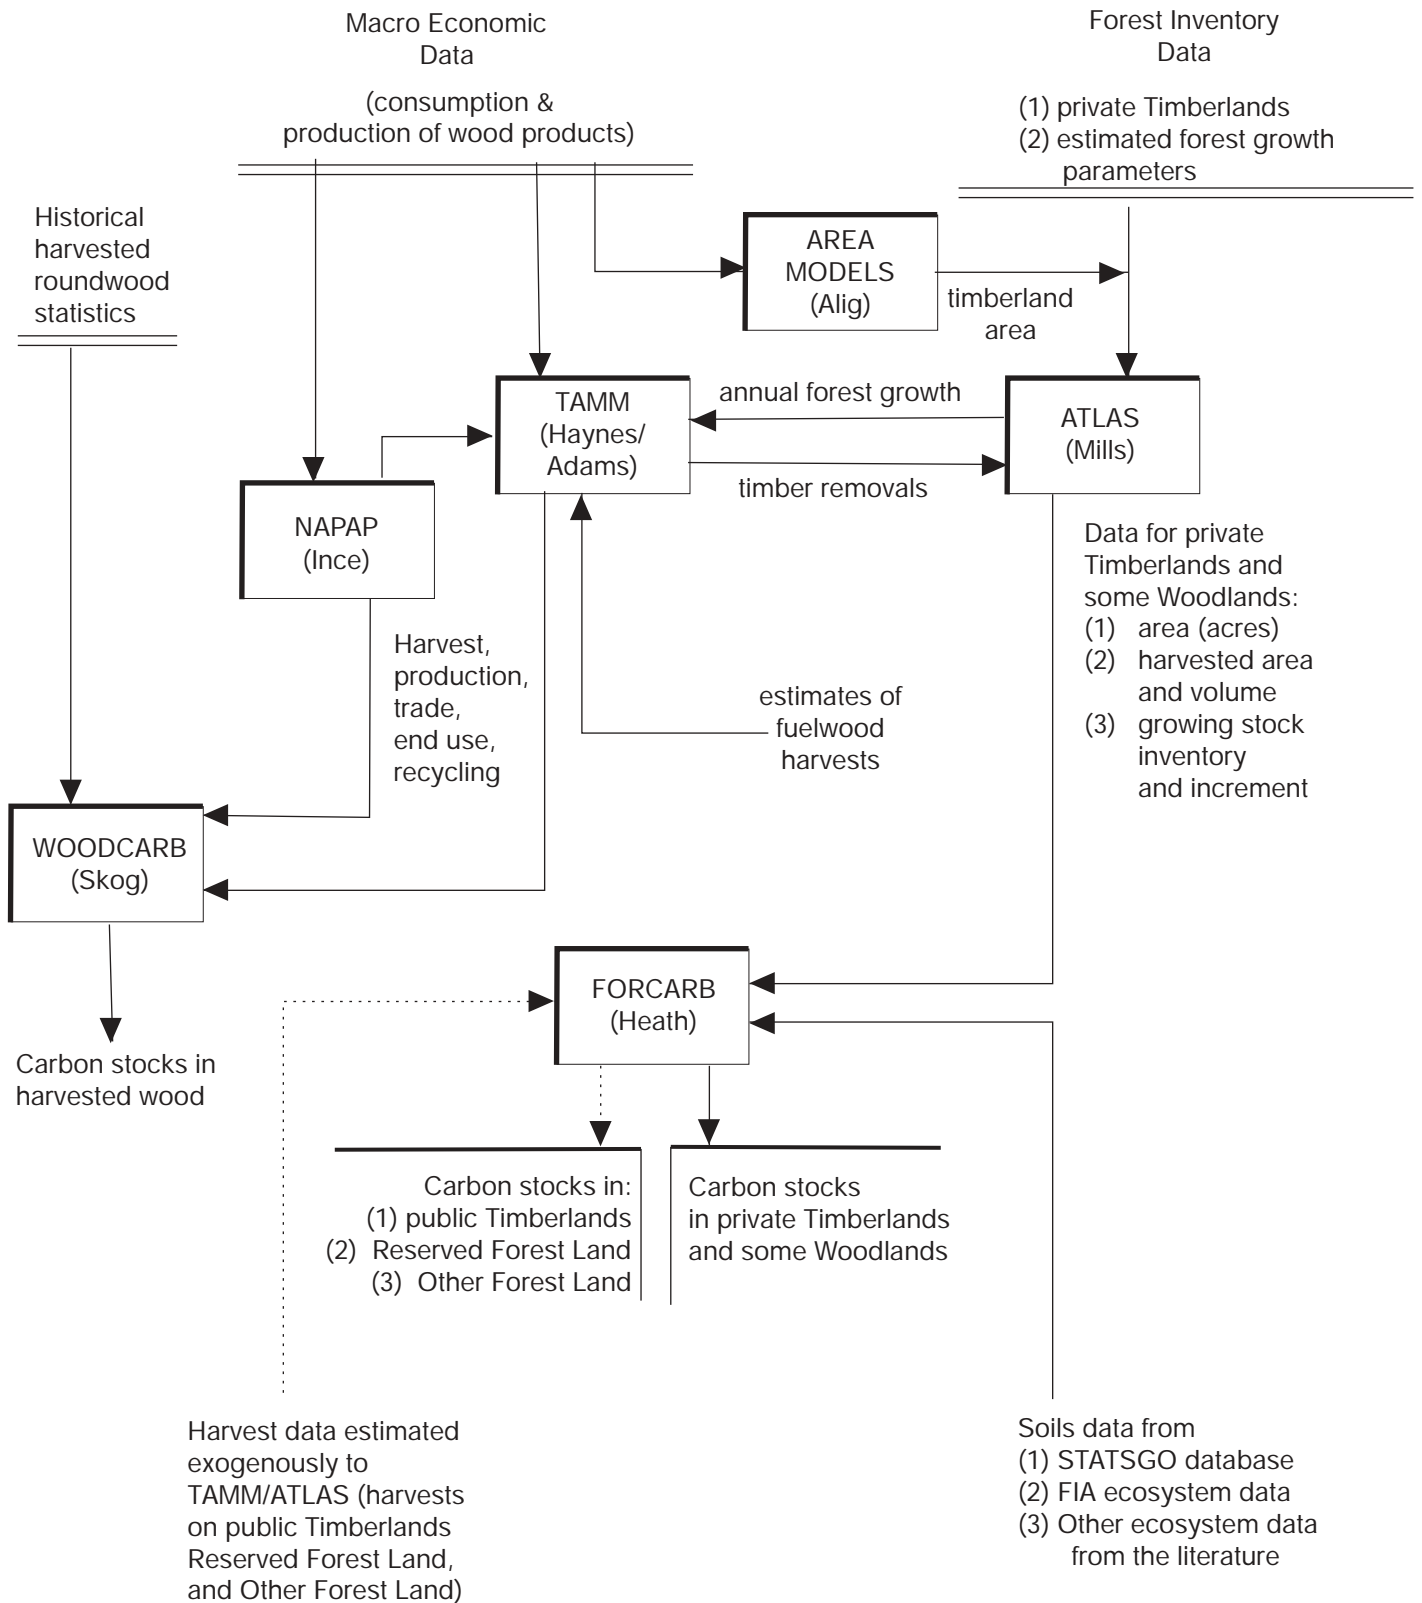 Macro Economic
Data
(consumption &
production of wood products)
Forest Inventory
Data
(1) private Timberlands
(2) estimated forest growth
parameters
Historical
harvested
roundwood
statistics
AREA
MODELS
(Alig)
timberland
area
TAMM
(Haynes/
Adams)
annual forest growth
timber removals
ATLAS
(Mills)
NAPAP
(Ince)
Harvest,
production,
trade,
end use,
recycling
estimates of
fuelwood
harvests
Data for private
Timberlands and
some Woodlands:
(1) area (acres)
(2) harvested area
and volume
(3) growing stock
inventory
and increment
WOODCARB
(Skog)
Carbon stocks in
harvested wood
FORCARB
(Heath)
Carbon stocks in:
(1) public Timberlands
(2) Reserved Forest Land
(3) Other Forest Land
Carbon stocks
in private Timberlands
and some Woodlands
Harvest data estimated
exogenously to
TAMM/ATLAS (harvests
on public Timberlands
Reserved Forest Land,
and Other Forest Land)
Soils data from
(1) STATSGO database
(2) FIA ecosystem data
(3) Other ecosystem data
from the literature